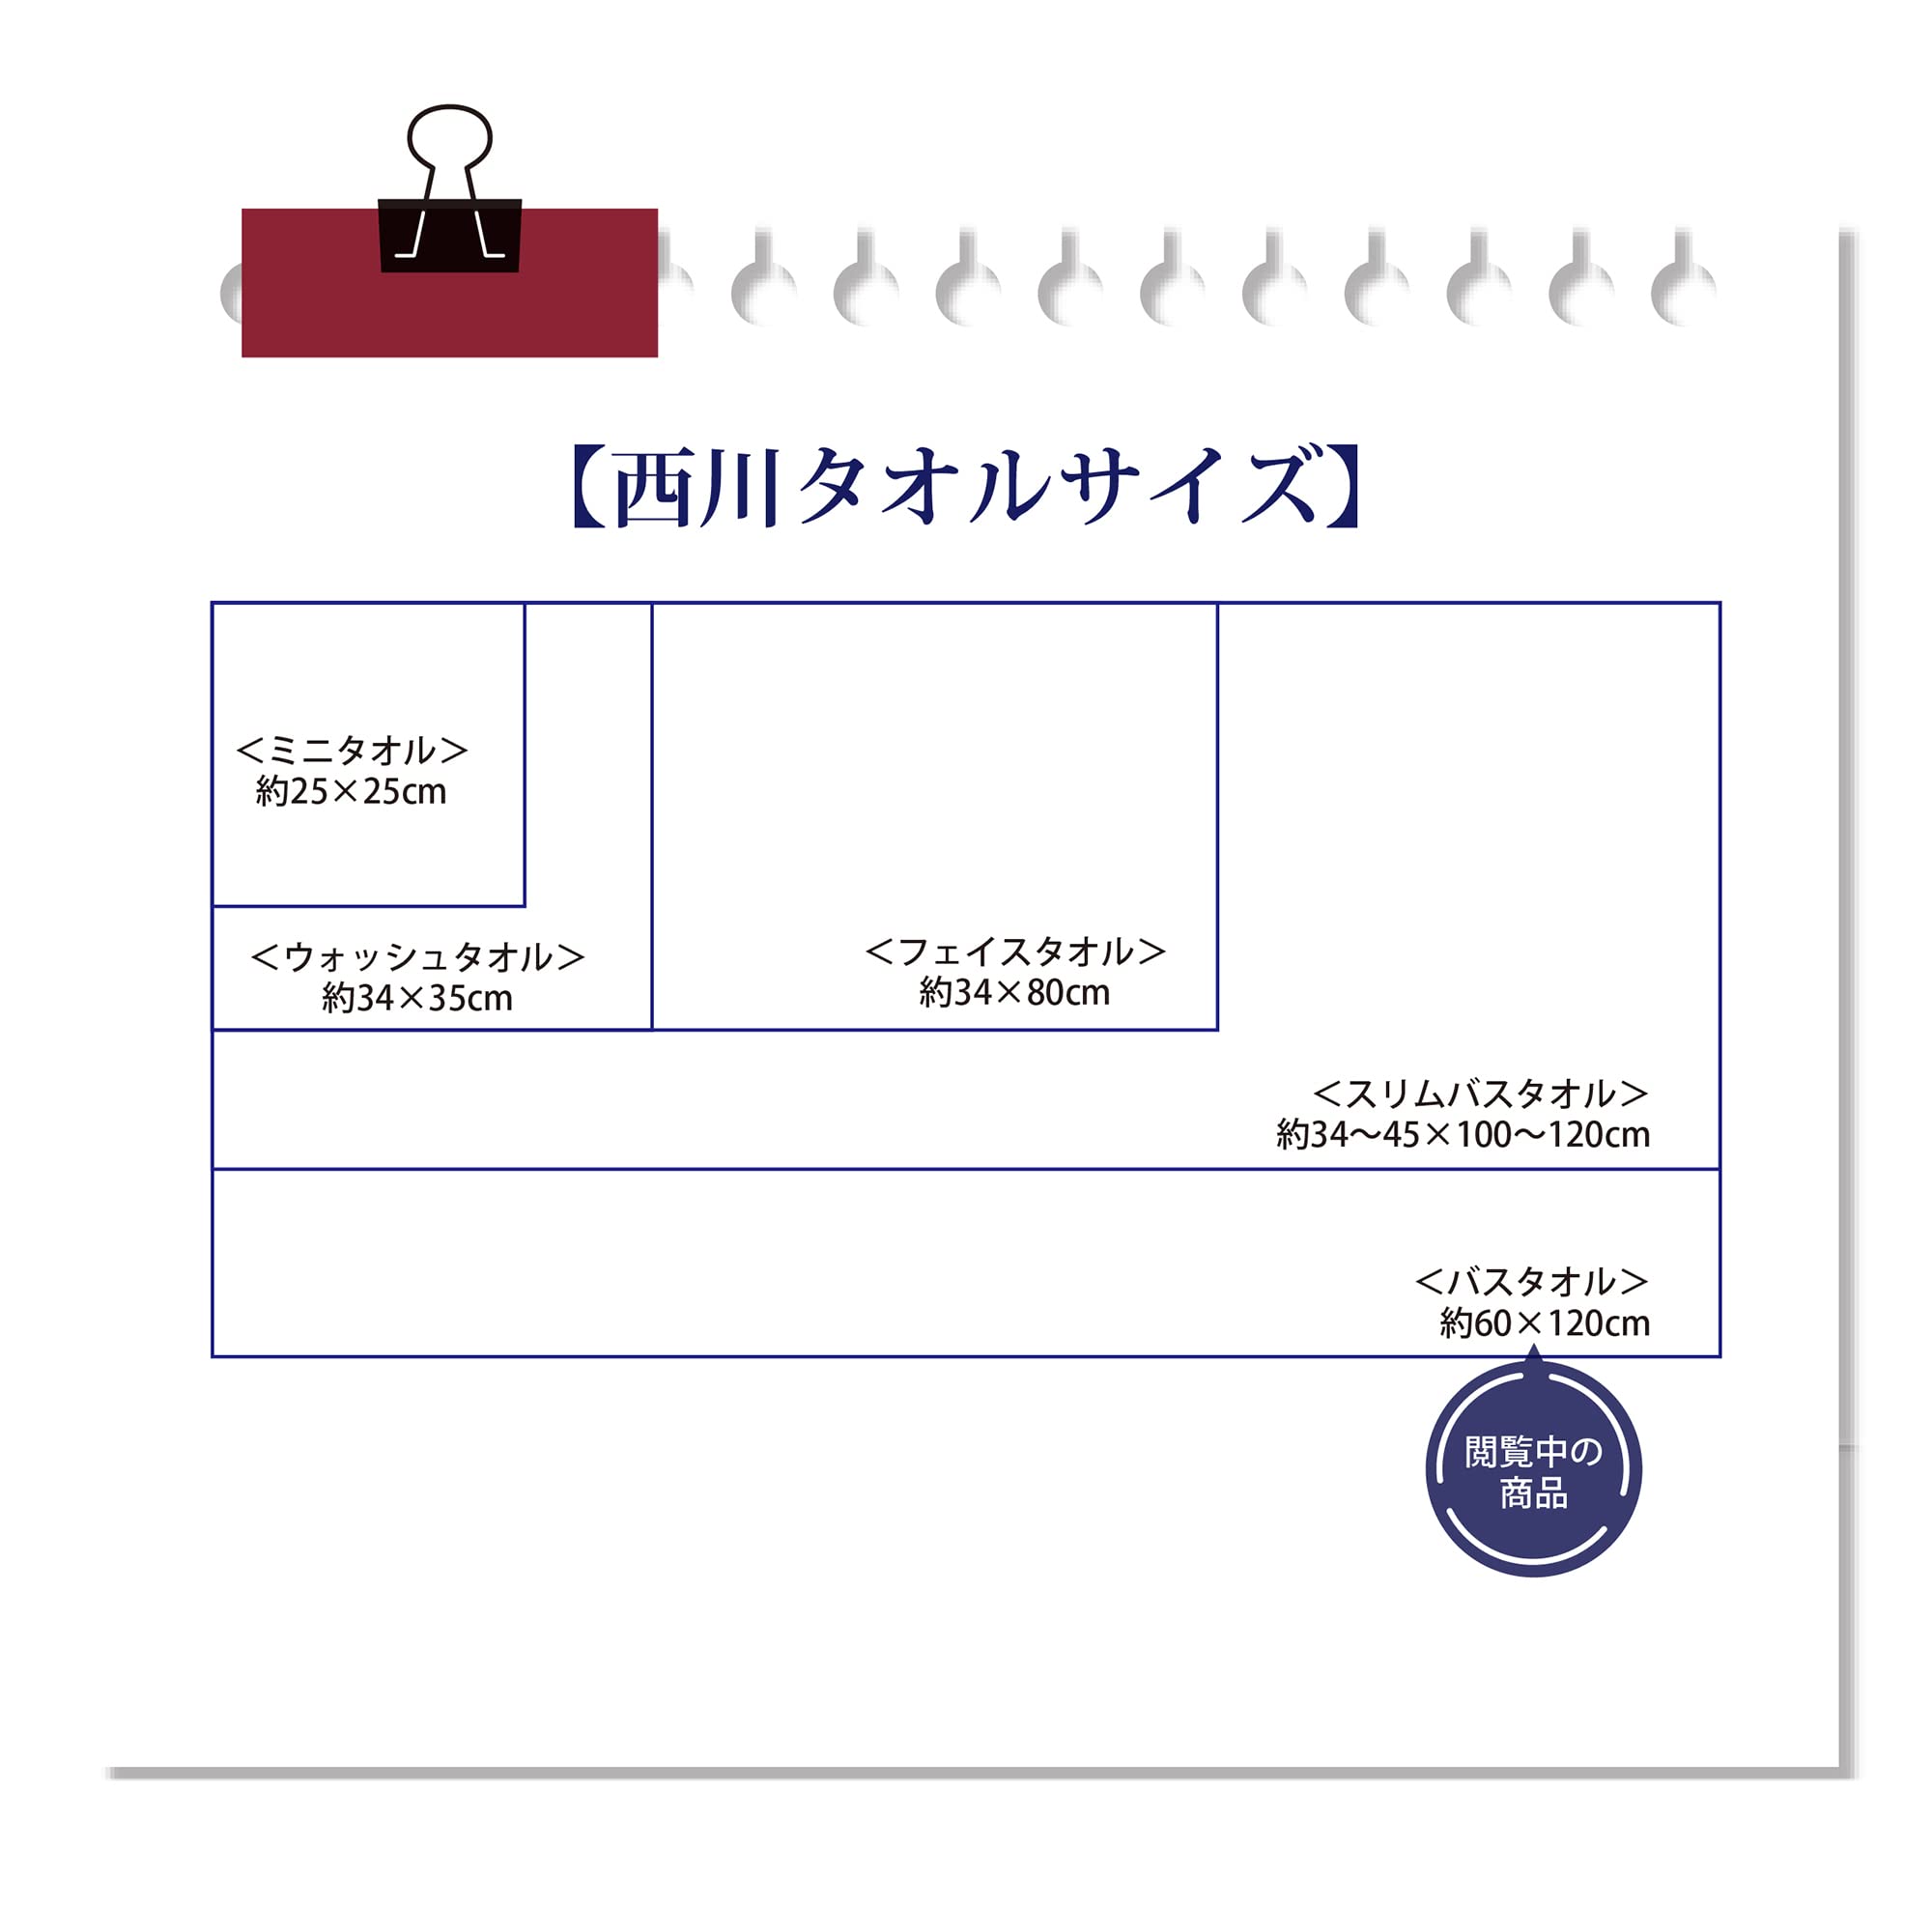 【西川タオルサイズ】
＜ミニタオル＞
約25×25cm
＜ウォッシュタオル＞
約34×35cm
＜フェイスタオル＞
約34×80cm
＜スリムバスタオル＞
約34〜45×100〜120cm
＜バスタオル＞
約60×120cm
閲覧中の
商品